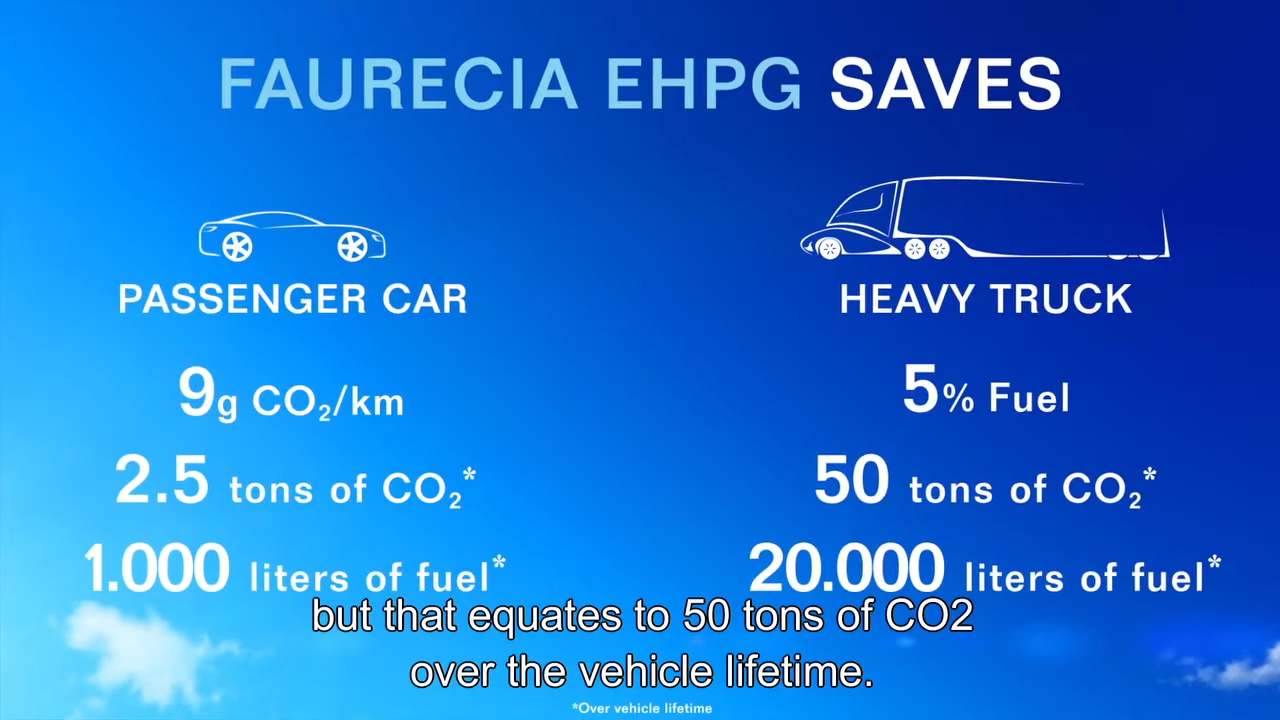 FAURECIA EHPG SAVES
PASSENGER CAR
9g CO₂/km
2.5 tons of CO₂*
1.000 liters of fuel*
HEAVY TRUCK
5% Fuel
50 tons of CO₂*
20.000 liters of fuel*
but that equates to 50 tons of CO2
over the vehicle lifetime.
*Over vehicle lifetime